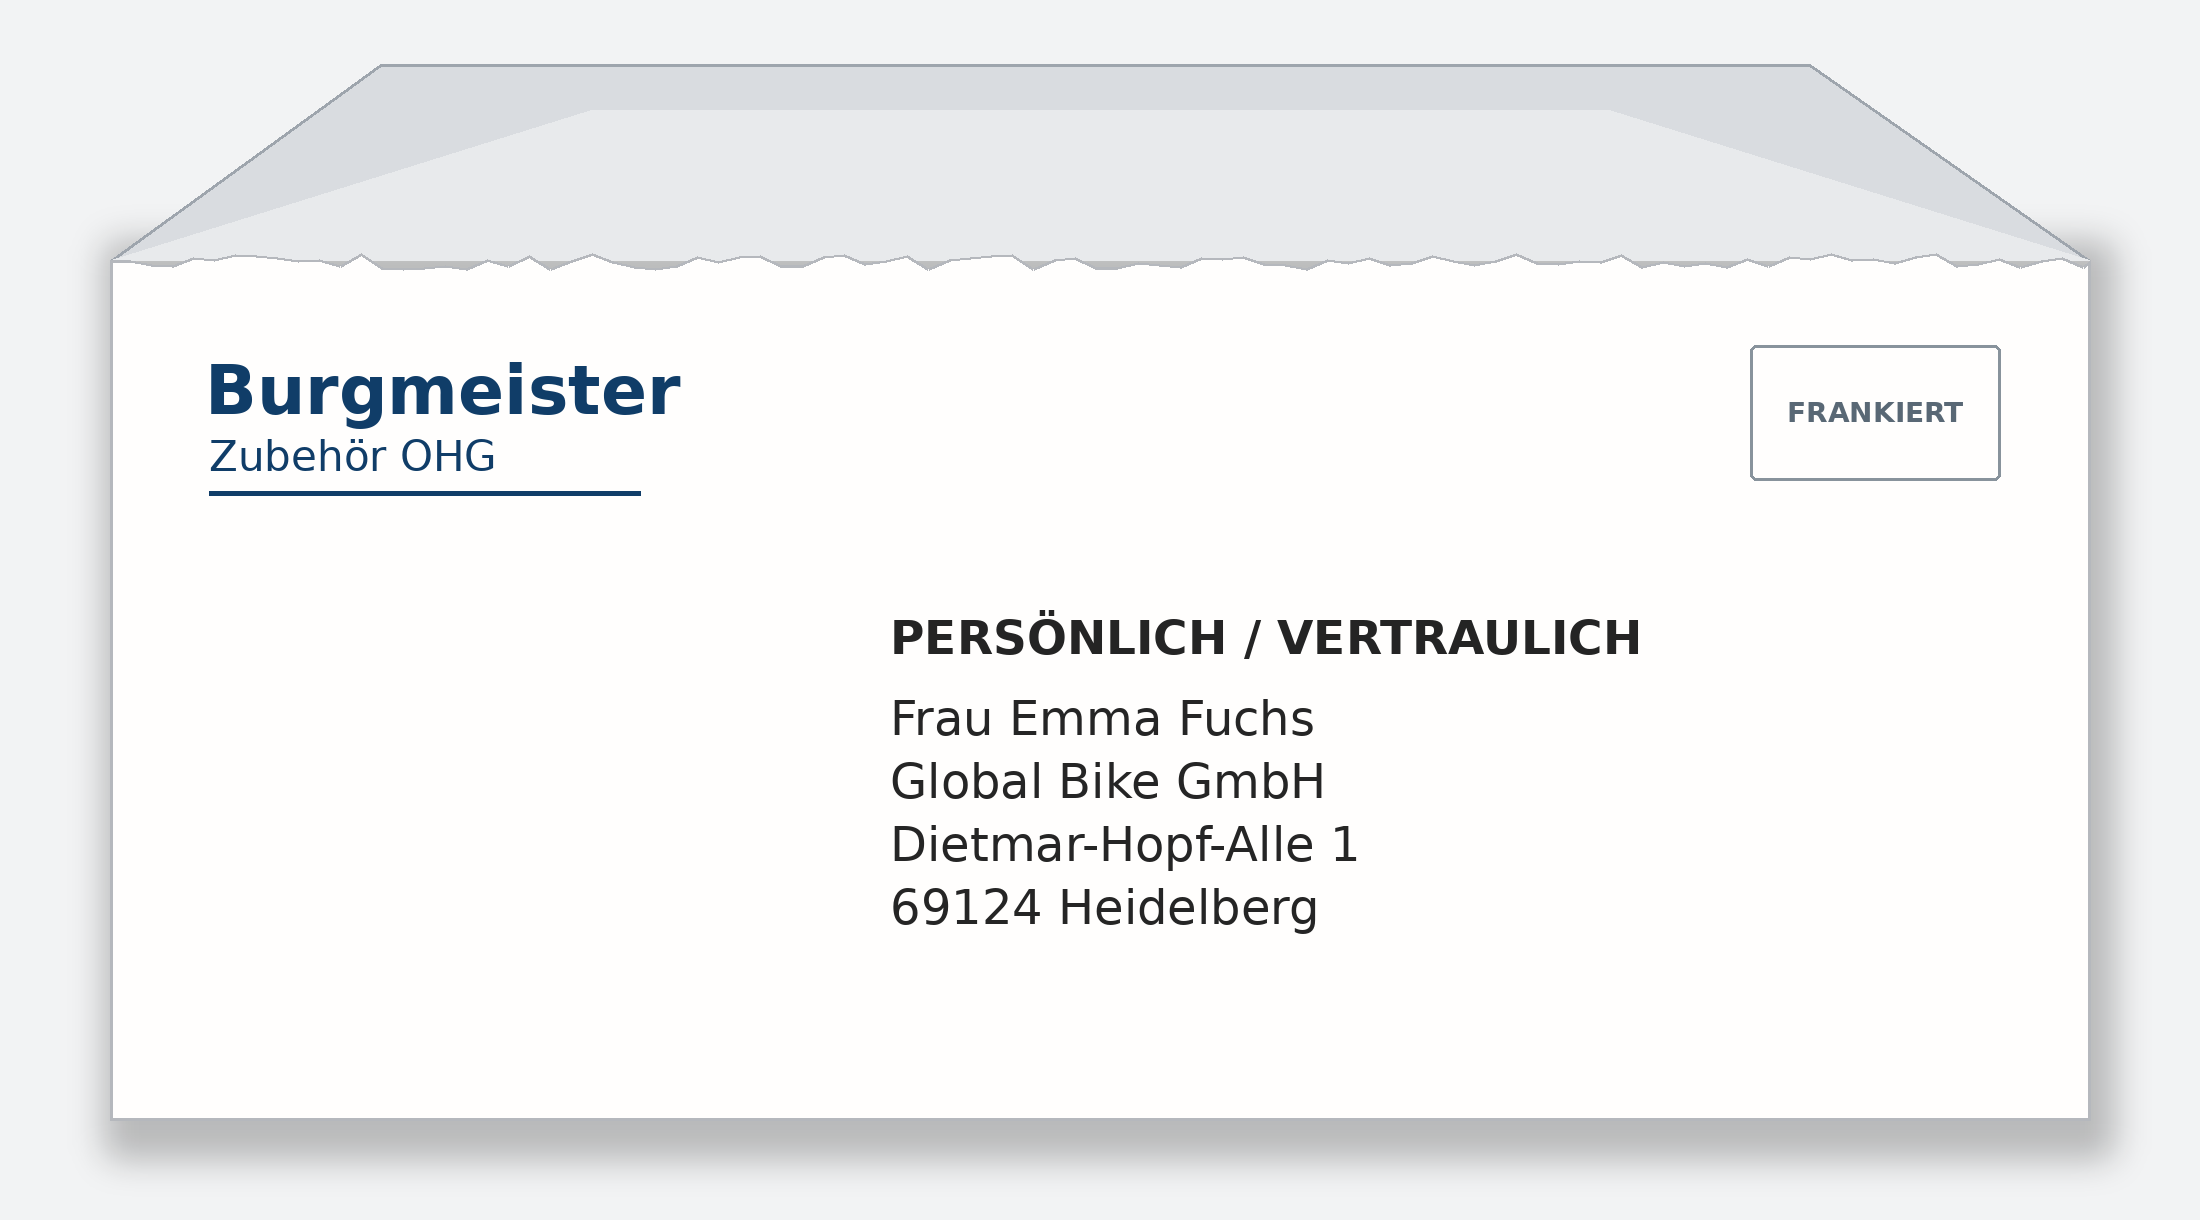 Burgmeister
Zubehör OHG
FRANKIERT
PERSÖNLICH / VERTRAULICH
Frau Emma Fuchs
Global Bike GmbH
Dietmar-Hopf-Alle 1
69124 Heidelberg